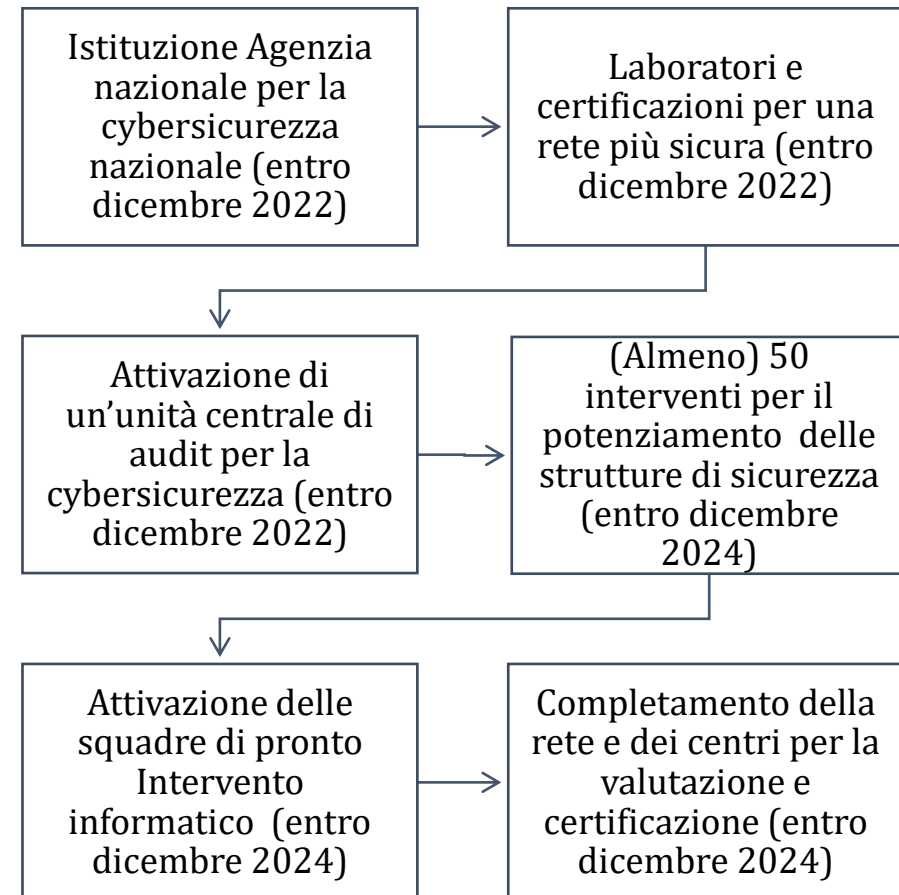 Istituzione Agenzia
nazionale per la
cybersicurezza
nazionale (entro
dicembre 2022)
Laboratori e
certificazioni per una
rete più sicura (entro
dicembre 2022)
Attivazione di
un’unità centrale di
audit per la
cybersicurezza (entro
dicembre 2022)
(Almeno) 50
interventi per il
potenziamento delle
strutture di sicurezza
(entro dicembre
2024)
Attivazione delle
squadre di pronto
Intervento
informatico (entro
dicembre 2024)
Completamento della
rete e dei centri per la
valutazione e
certificazione (entro
dicembre 2024)